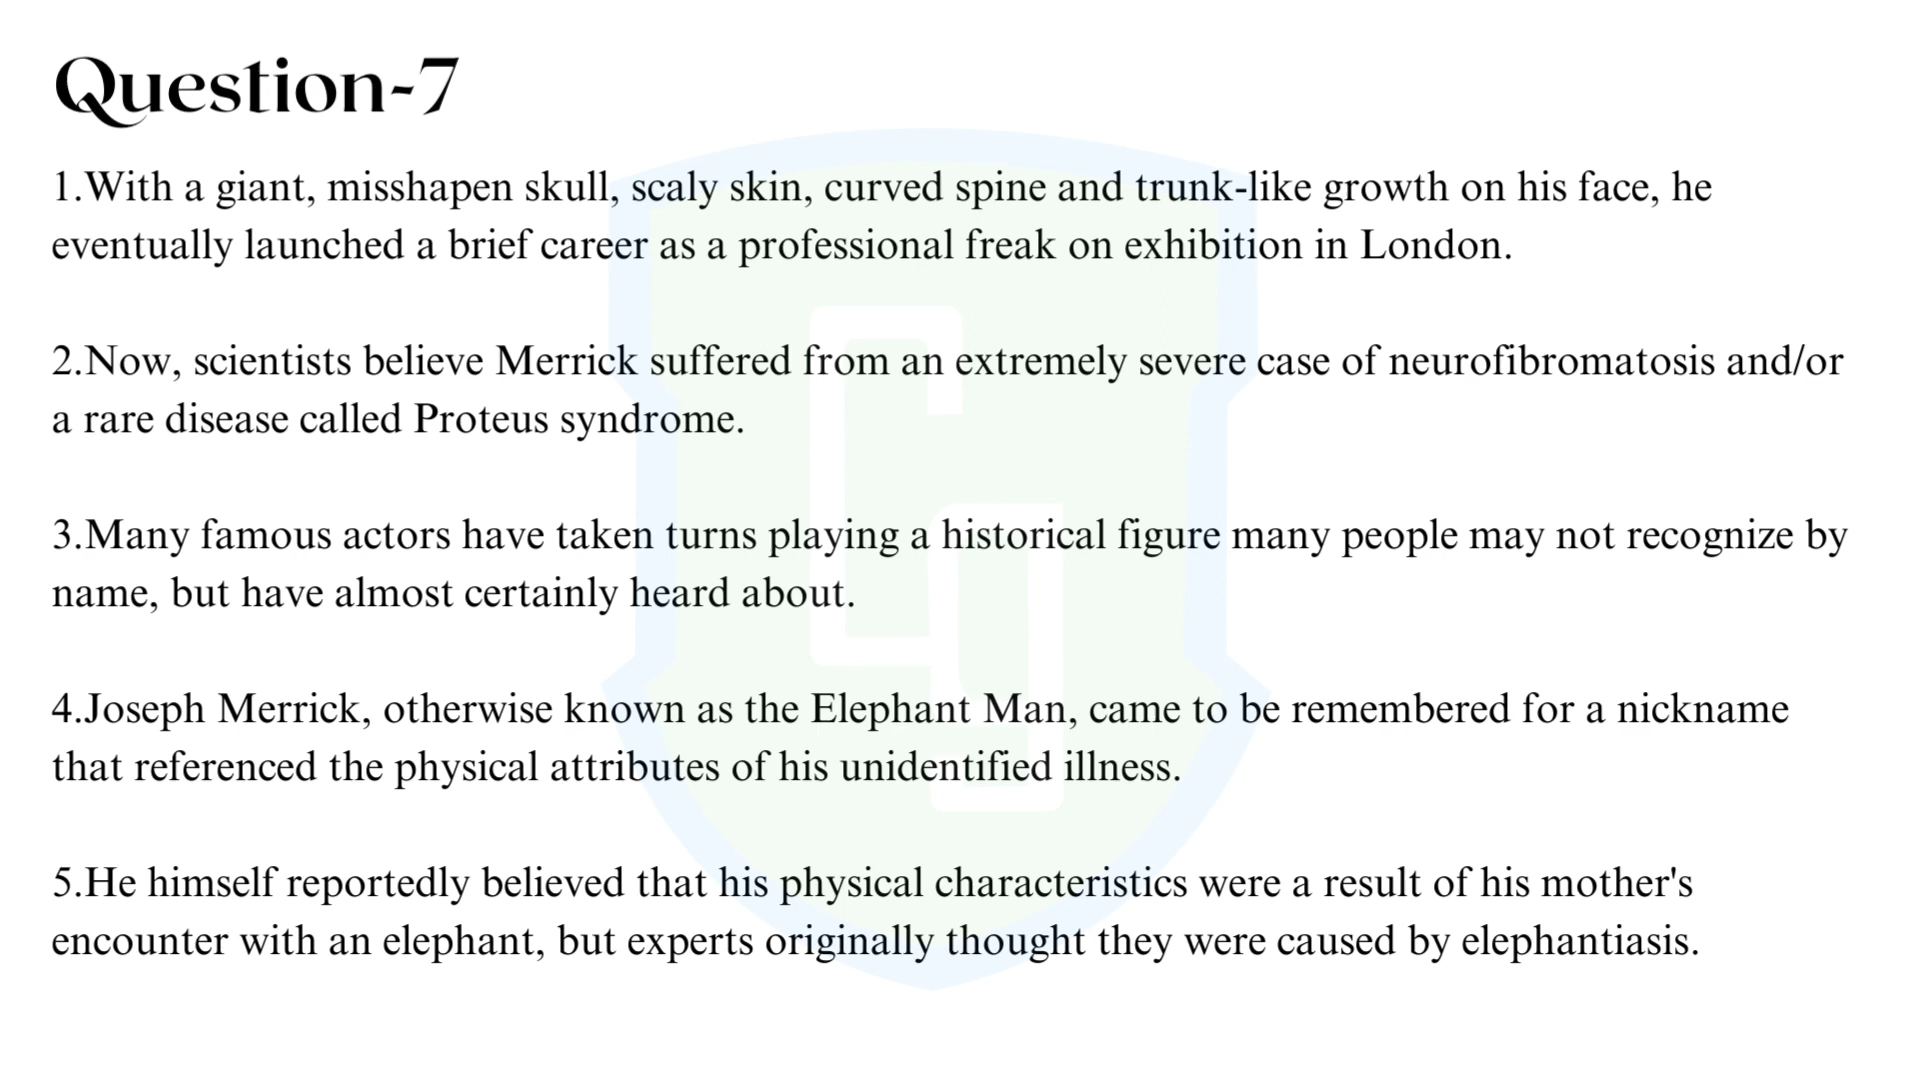 Question-7
1.With a giant, misshapen skull, scaly skin, curved spine and trunk-like growth on his face, he
eventually launched a brief career as a professional freak on exhibition in London.
2.Now, scientists believe Merrick suffered from an extremely severe case of neurofibromatosis and/or
a rare disease called Proteus syndrome.
3.Many famous actors have taken turns playing a historical figure many people may not recognize by
name, but have almost certainly heard about.
4.Joseph Merrick, otherwise known as the Elephant Man, came to be remembered for a nickname
that referenced the physical attributes of his unidentified illness.
5.He himself reportedly believed that his physical characteristics were a result of his mother's
encounter with an elephant, but experts originally thought they were caused by elephantiasis.